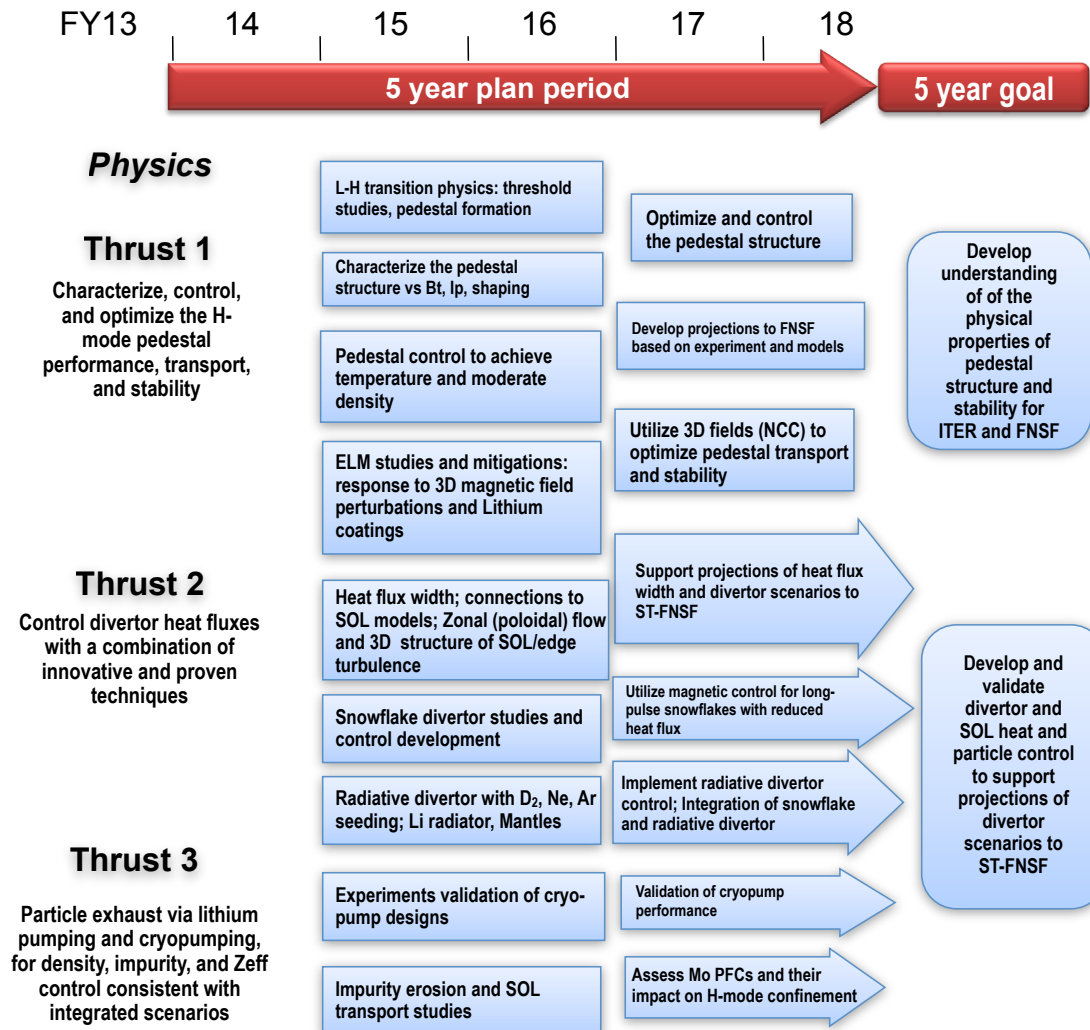 FY13 14 15 16 17 18
5 year plan period
5 year goal
Physics
Thrust 1
Characterize, control,
and optimize the H-
mode pedestal
performance, transport,
and stability
L-H transition physics: threshold
studies, pedestal formation
Characterize the pedestal
structure vs Bt, Ip, shaping
Pedestal control to achieve
temperature and moderate
density
ELM studies and mitigations:
response to 3D magnetic field
perturbations and Lithium
coatings
Optimize and control
the pedestal structure
Develop projections to FNSF
based on experiment and models
Utilize 3D fields (NCC) to
optimize pedestal transport
and stability
Develop
understanding
of of the
physical
properties of
pedestal
structure and
stability for
ITER and FNSF
Thrust 2
Control divertor heat fluxes
with a combination of
innovative and proven
techniques
Heat flux width; connections to
SOL models; Zonal (poloidal) flow
and 3D structure of SOL/edge
turbulence
Snowflake divertor studies and
control development
Radiative divertor with D₂, Ne, Ar
seeding; Li radiator, Mantles
Support projections of heat flux
width and divertor scenarios to
ST-FNSF
Utilize magnetic control for long-
pulse snowflakes with reduced
heat flux
Implement radiative divertor
control; Integration of snowflake
and radiative divertor
Develop and
validate
divertor and
SOL heat and
particle control
to support
projections of
divertor
scenarios to
ST-FNSF
Thrust 3
Particle exhaust via lithium
pumping and cryopumping,
for density, impurity, and Zeff
control consistent with
integrated scenarios
Experiments validation of cryo-
pump designs
Impurity erosion and SOL
transport studies
Validation of cryopump
performance
Assess Mo PFCs and their
impact on H-mode confinement